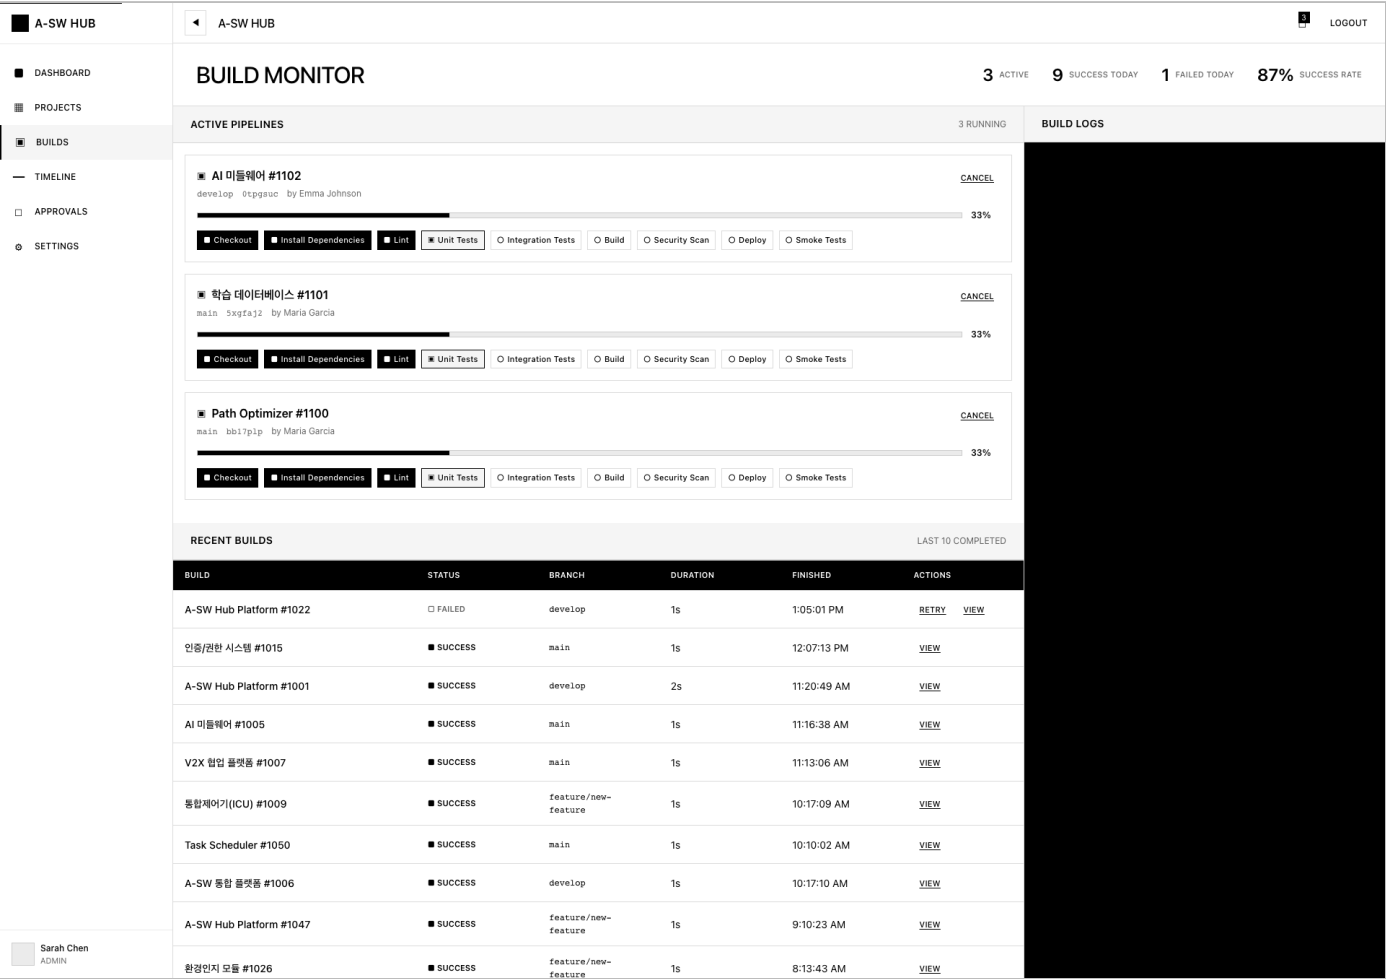 A-SW HUB
A-SW HUB
3
LOGOUT
DASHBOARD
PROJECTS
BUILDS
TIMELINE
APPROVALS
SETTINGS
BUILD MONITOR
3 ACTIVE 9 SUCCESS TODAY 1 FAILED TODAY 87% SUCCESS RATE
ACTIVE PIPELINES 3 RUNNING
AI 미들웨어 #1102 CANCEL
develop 0tpgsuc by Emma Johnson
33%
Checkout Install Dependencies Lint Unit Tests Integration Tests Build Security Scan Deploy Smoke Tests
학습 데이터베이스 #1101 CANCEL
main 5xgfaj2 by Maria Garcia
33%
Checkout Install Dependencies Lint Unit Tests Integration Tests Build Security Scan Deploy Smoke Tests
Path Optimizer #1100 CANCEL
main bbl7plp by Maria Garcia
33%
Checkout Install Dependencies Lint Unit Tests Integration Tests Build Security Scan Deploy Smoke Tests
RECENT BUILDS LAST 10 COMPLETED
BUILD STATUS BRANCH DURATION FINISHED ACTIONS
A-SW Hub Platform #1022 FAILED develop 1s 1:05:01 PM RETRY VIEW
인증/권한 시스템 #1015 SUCCESS main 1s 12:07:13 PM VIEW
A-SW Hub Platform #1001 SUCCESS develop 2s 11:20:49 AM VIEW
AI 미들웨어 #1005 SUCCESS main 1s 11:16:38 AM VIEW
V2X 협업 플랫폼 #1007 SUCCESS main 1s 11:13:06 AM VIEW
통합제어기(ICU) #1009 SUCCESS feature/new-feature 1s 10:17:09 AM VIEW
Task Scheduler #1050 SUCCESS main 1s 10:10:02 AM VIEW
A-SW 통합 플랫폼 #1006 SUCCESS develop 1s 10:17:10 AM VIEW
A-SW Hub Platform #1047 SUCCESS feature/new-feature 1s 9:10:23 AM VIEW
환경인지 모듈 #1026 SUCCESS feature/new-feature 1s 8:13:43 AM VIEW
BUILD LOGS
Sarah Chen
ADMIN